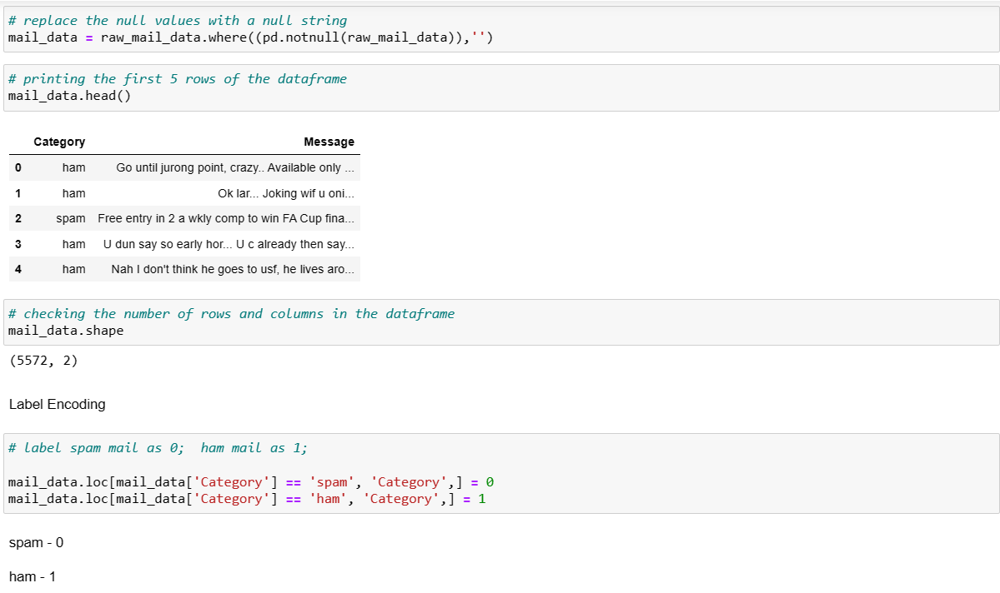 # replace the null values with a null string
mail_data = raw_mail_data.where((pd.notnull(raw_mail_data)),'')
# printing the first 5 rows of the dataframe
mail_data.head()
Category Message
0 ham Go until jurong point, crazy.. Available only ...
1 ham Ok lar... Joking wif u oni...
2 spam Free entry in 2 a wkly comp to win FA Cup fina...
3 ham U dun say so early hor... U c already then say...
4 ham Nah I don't think he goes to usf, he lives aro...
# checking the number of rows and columns in the dataframe
mail_data.shape
(5572, 2)
Label Encoding
# label spam mail as 0;  ham mail as 1;
mail_data.loc[mail_data['Category'] == 'spam', 'Category',] = 0
mail_data.loc[mail_data['Category'] == 'ham', 'Category',] = 1
spam - 0
ham - 1